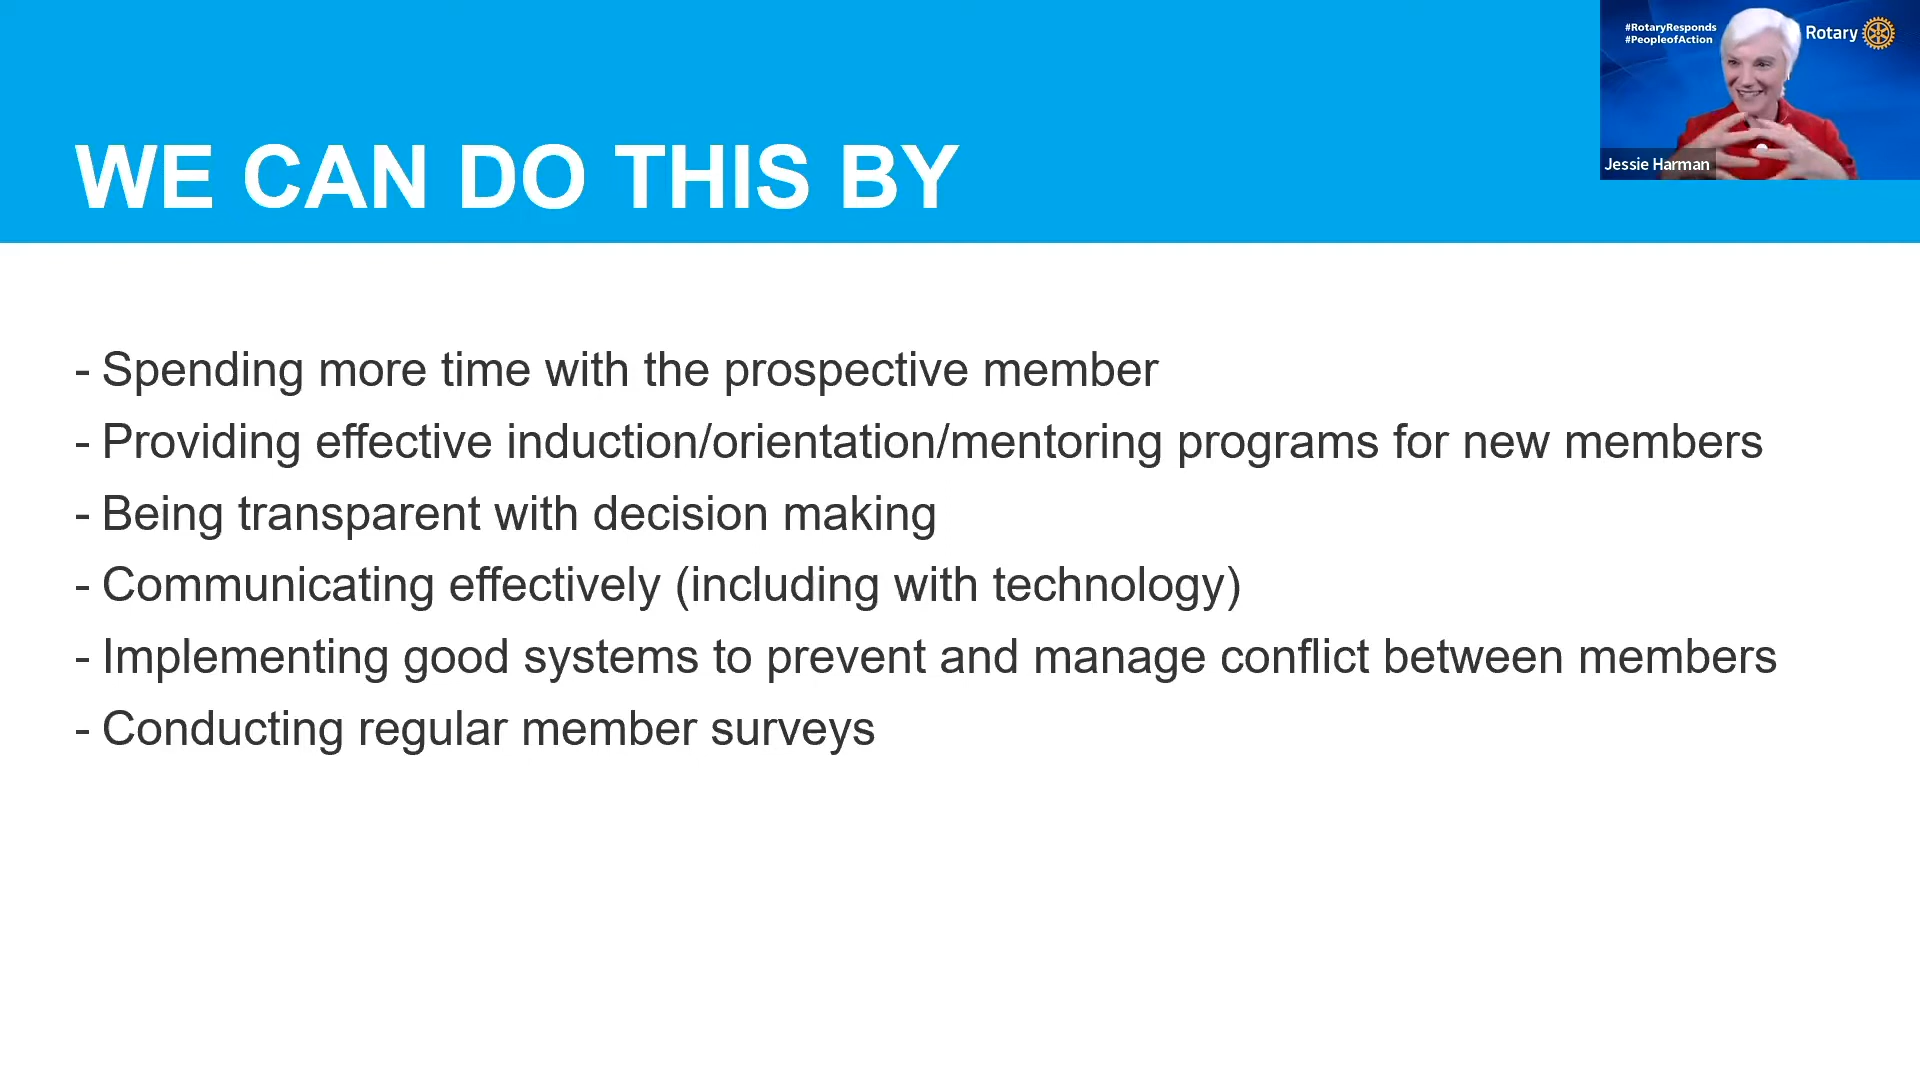 #RotaryResponds
#PeopleofAction
Rotary
Jessie Harman
WE CAN DO THIS BY
- Spending more time with the prospective member
- Providing effective induction/orientation/mentoring programs for new members
- Being transparent with decision making
- Communicating effectively (including with technology)
- Implementing good systems to prevent and manage conflict between members
- Conducting regular member surveys